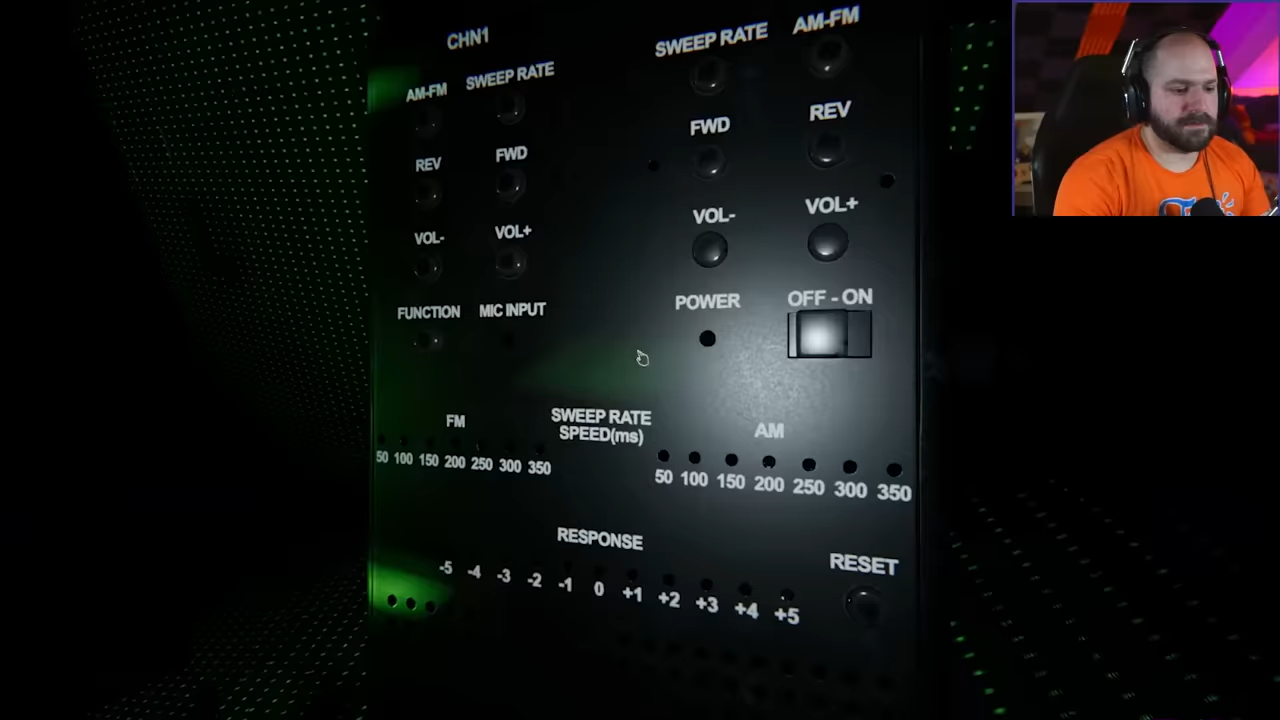 CHN1
SWEEP RATE AM-FM
AM-FM SWEEP RATE
FWD REV
REV FWD
VOL- VOL+
VOL- VOL+
POWER OFF - ON
FUNCTION MIC INPUT
FM SWEEP RATE AM
SPEED(ms)
50 100 150 200 250 300 350 50 100 150 200 250 300 350
RESPONSE
RESET
-5 -4 -3 -2 -1 0 +1 +2 +3 +4 +5